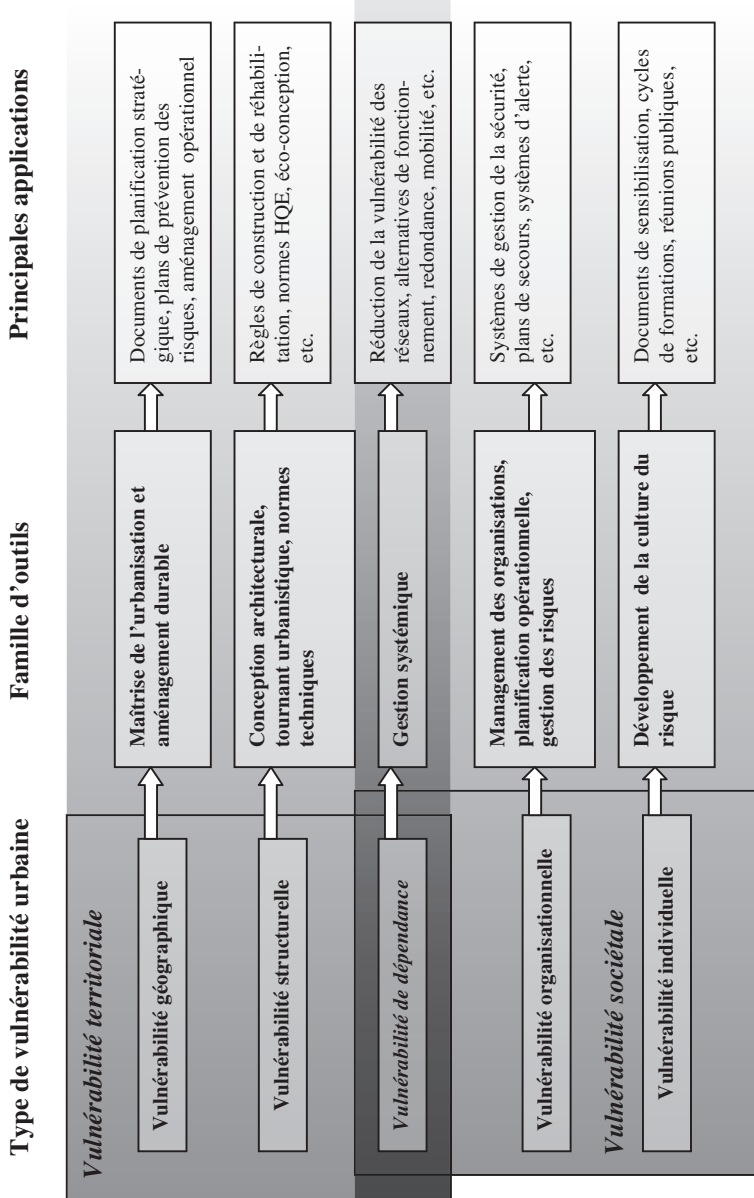 Type de vulnérabilité urbaine
Famille d'outils
Principales applications
Vulnérabilité territoriale
Vulnérabilité géographique
Maîtrise de l'urbanisation et
aménagement durable
Documents de planification straté-
gique, plans de prévention des
risques, aménagement opérationnel
Vulnérabilité structurelle
Conception architecturale,
tournant urbanistique, normes
techniques
Règles de construction et de réhabili-
tation, normes HQE, éco-conception,
etc.
Vulnérabilité de dépendance
Gestion systémique
Réduction de la vulnérabilité des
réseaux, alternatives de fonction-
nement, redondance, mobilité, etc.
Vulnérabilité organisationnelle
Management des organisations,
planification opérationnelle,
gestion des risques
Systèmes de gestion de la sécurité,
plans de secours, systèmes d'alerte,
etc.
Vulnérabilité sociétale
Vulnérabilité individuelle
Développement de la culture du
risque
Documents de sensibilisation, cycles
de formations, réunions publiques,
etc.